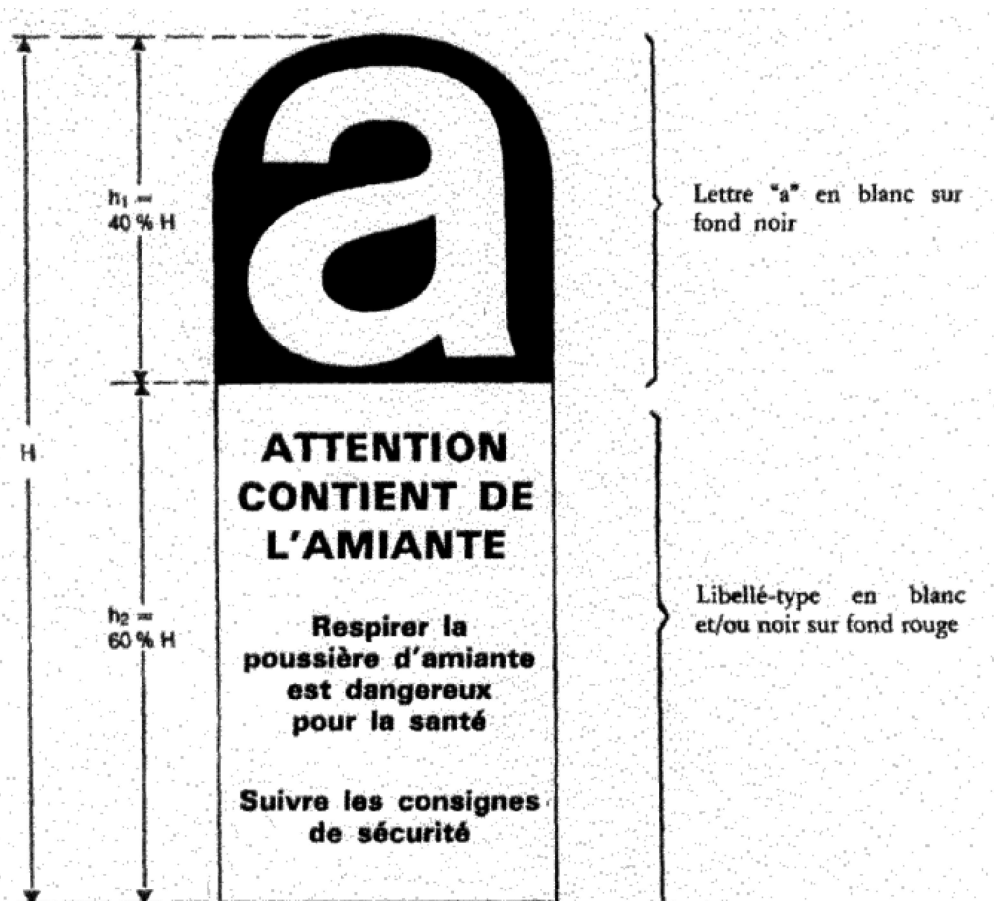 a
h₁ =
40 % H
Lettre "a" en blanc sur
fond noir
H
ATTENTION
CONTIENT DE
L'AMIANTE
h₂ =
60 % H
Respirer la
poussière d'amiante
est dangereux
pour la santé
Libellé-type en blanc
et/ou noir sur fond rouge
Suivre les consignes
de sécurité